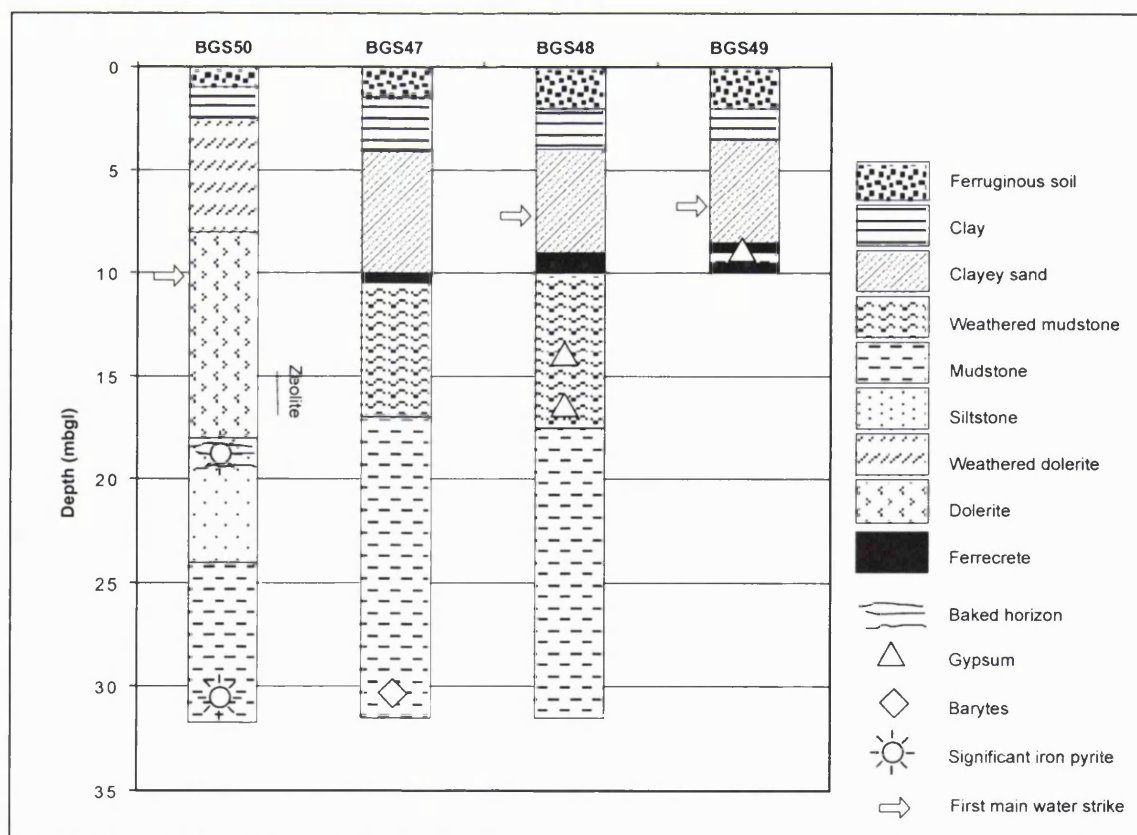 BGS50 BGS47 BGS48 BGS49
Depth (mbgl)
0
5
10
15
20
25
30
35
Zeolite
Ferruginous soil
Clay
Clayey sand
Weathered mudstone
Mudstone
Siltstone
Weathered dolerite
Dolerite
Ferrecrete
Baked horizon
Gypsum
Barytes
Significant iron pyrite
First main water strike